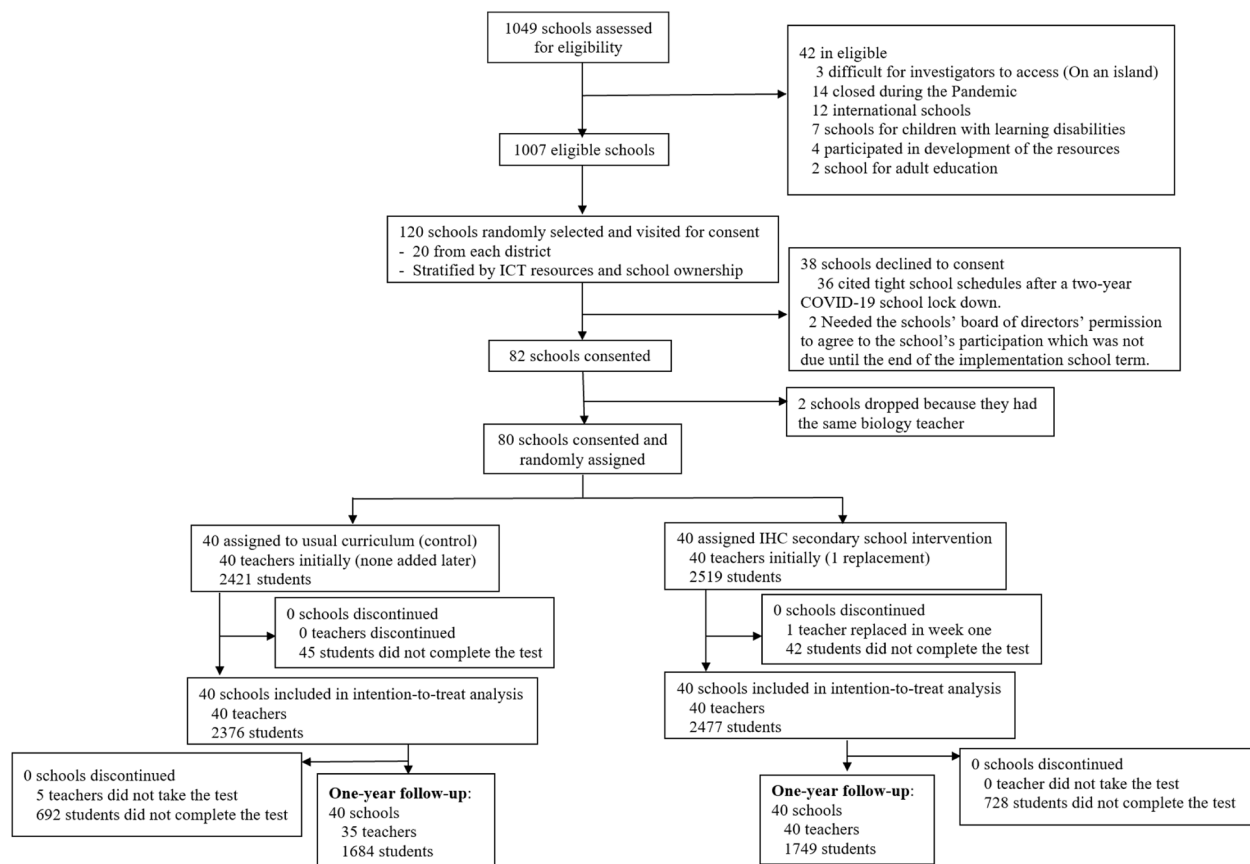 1049 schools assessed
for eligibility
42 in eligible
3 difficult for investigators to access (On an island)
14 closed during the Pandemic
12 international schools
7 schools for children with learning disabilities
4 participated in development of the resources
2 school for adult education
1007 eligible schools
120 schools randomly selected and visited for consent
- 20 from each district
- Stratified by ICT resources and school ownership
38 schools declined to consent
36 cited tight school schedules after a two-year
COVID-19 school lock down.
2 Needed the schools’ board of directors’ permission
to agree to the school’s participation which was not
due until the end of the implementation school term.
82 schools consented
2 schools dropped because they had
the same biology teacher
80 schools consented and
randomly assigned
40 assigned to usual curriculum (control)
40 teachers initially (none added later)
2421 students
40 assigned IHC secondary school intervention
40 teachers initially (1 replacement)
2519 students
0 schools discontinued
0 teachers discontinued
45 students did not complete the test
0 schools discontinued
1 teacher replaced in week one
42 students did not complete the test
40 schools included in intention-to-treat analysis
40 teachers
2376 students
40 schools included in intention-to-treat analysis
40 teachers
2477 students
0 schools discontinued
5 teachers did not take the test
692 students did not complete the test
One-year follow-up:
40 schools
35 teachers
1684 students
One-year follow-up:
40 schools
40 teachers
1749 students
0 schools discontinued
0 teacher did not take the test
728 students did not complete the test